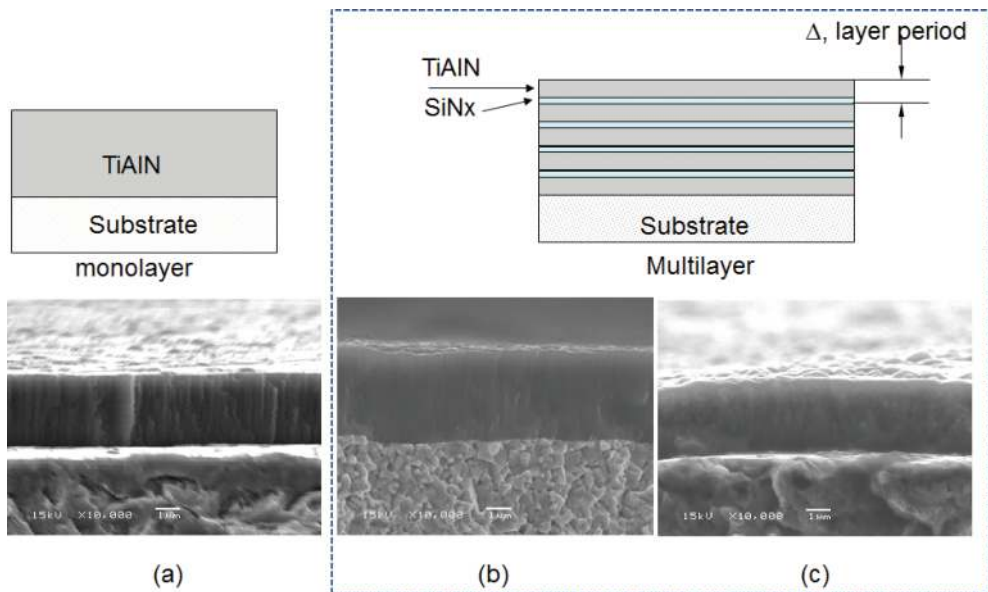 Δ, layer period
TiAlN
SiNx
TiAlN
Substrate
monolayer
Substrate
Multilayer
15kV X10,000 1μm
15kV X10,000 1μm
15kV X10,000 1μm
(a)
(b)
(c)